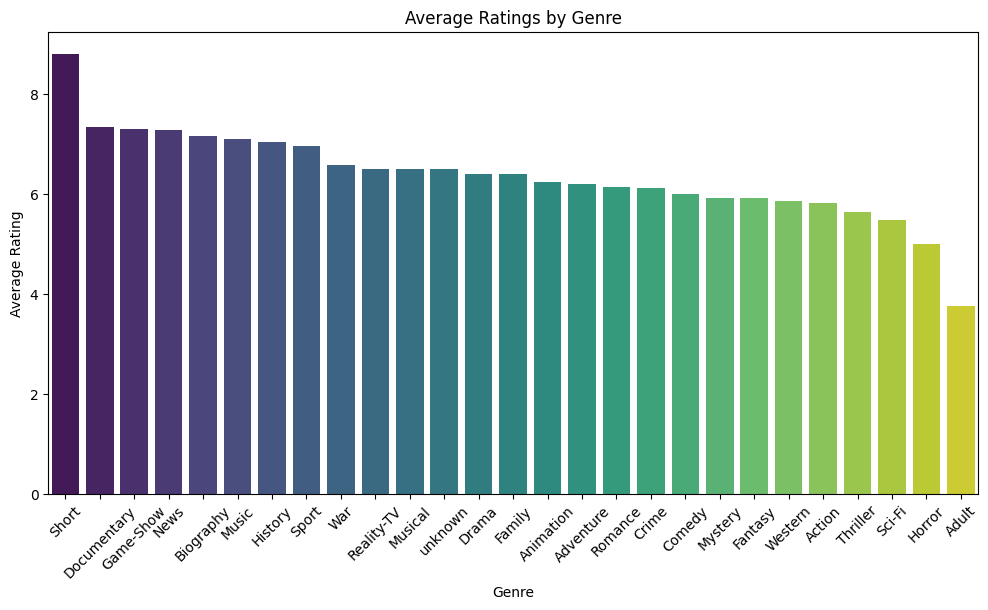 Average Ratings by Genre
Average Rating
8
6
4
2
0
Short
Documentary
Game-Show
News
Biography
Music
History
Sport
War
Reality-TV
Musical
unknown
Drama
Family
Animation
Adventure
Romance
Crime
Comedy
Mystery
Fantasy
Western
Action
Thriller
Sci-Fi
Horror
Adult
Genre